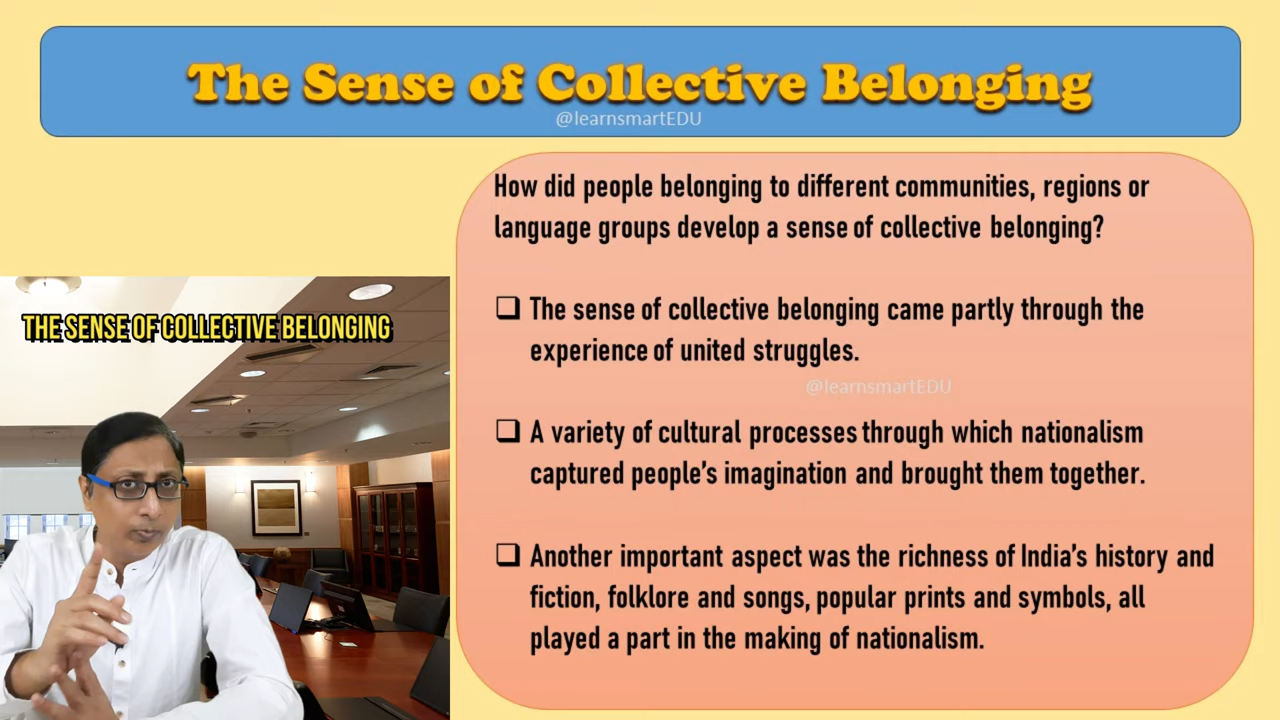 The Sense of Collective Belonging
@learnsmartEDU
How did people belonging to different communities, regions or
language groups develop a sense of collective belonging?
THE SENSE OF COLLECTIVE BELONGING
❑ The sense of collective belonging came partly through the
experience of united struggles.
@learnsmartEDU
❑ A variety of cultural processes through which nationalism
captured people’s imagination and brought them together.
❑ Another important aspect was the richness of India’s history and
fiction, folklore and songs, popular prints and symbols, all
played a part in the making of nationalism.